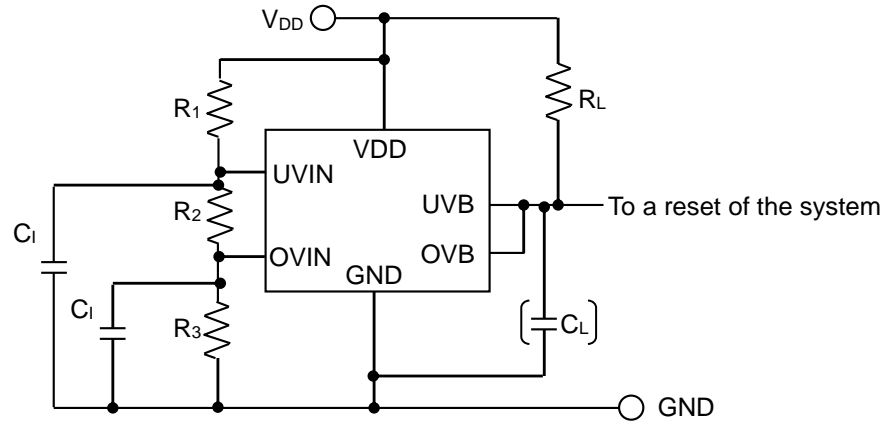 VDD
R1
RL
VDD
UVIN
R2
UVB
To a reset of the system
CI
OVIN
OVB
GND
CI
R3
CL
GND